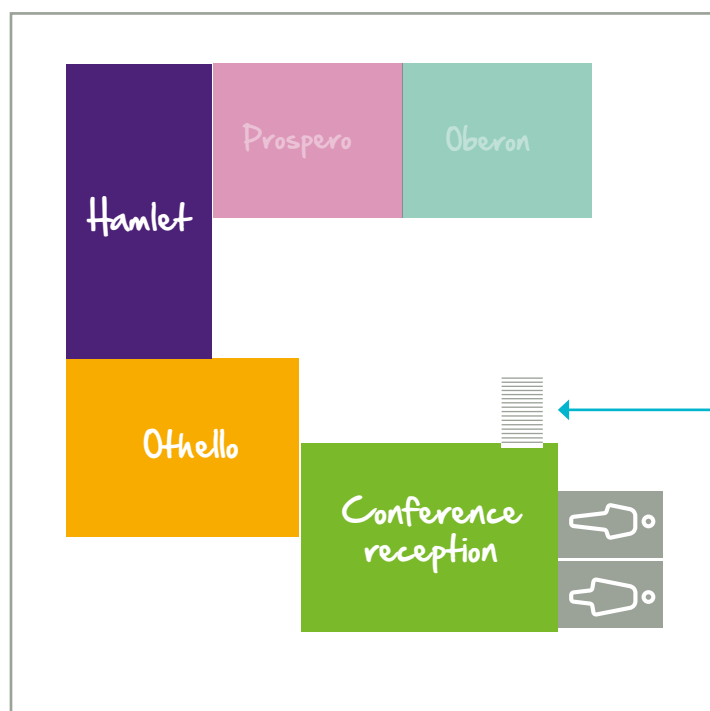 Prospero
Oberon
Hamlet
Othello
Conference
reception